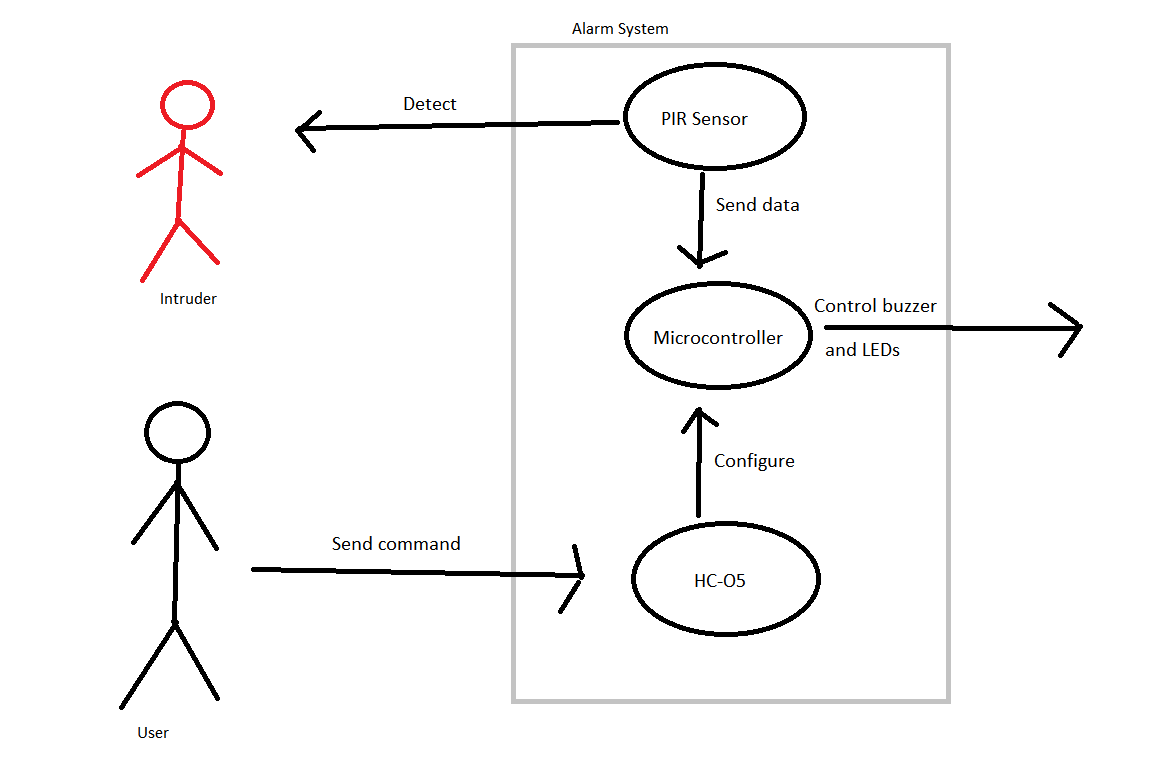 Alarm System
Detect
PIR Sensor
Send data
Intruder
Control buzzer
and LEDs
Microcontroller
Configure
Send command
HC-O5
User